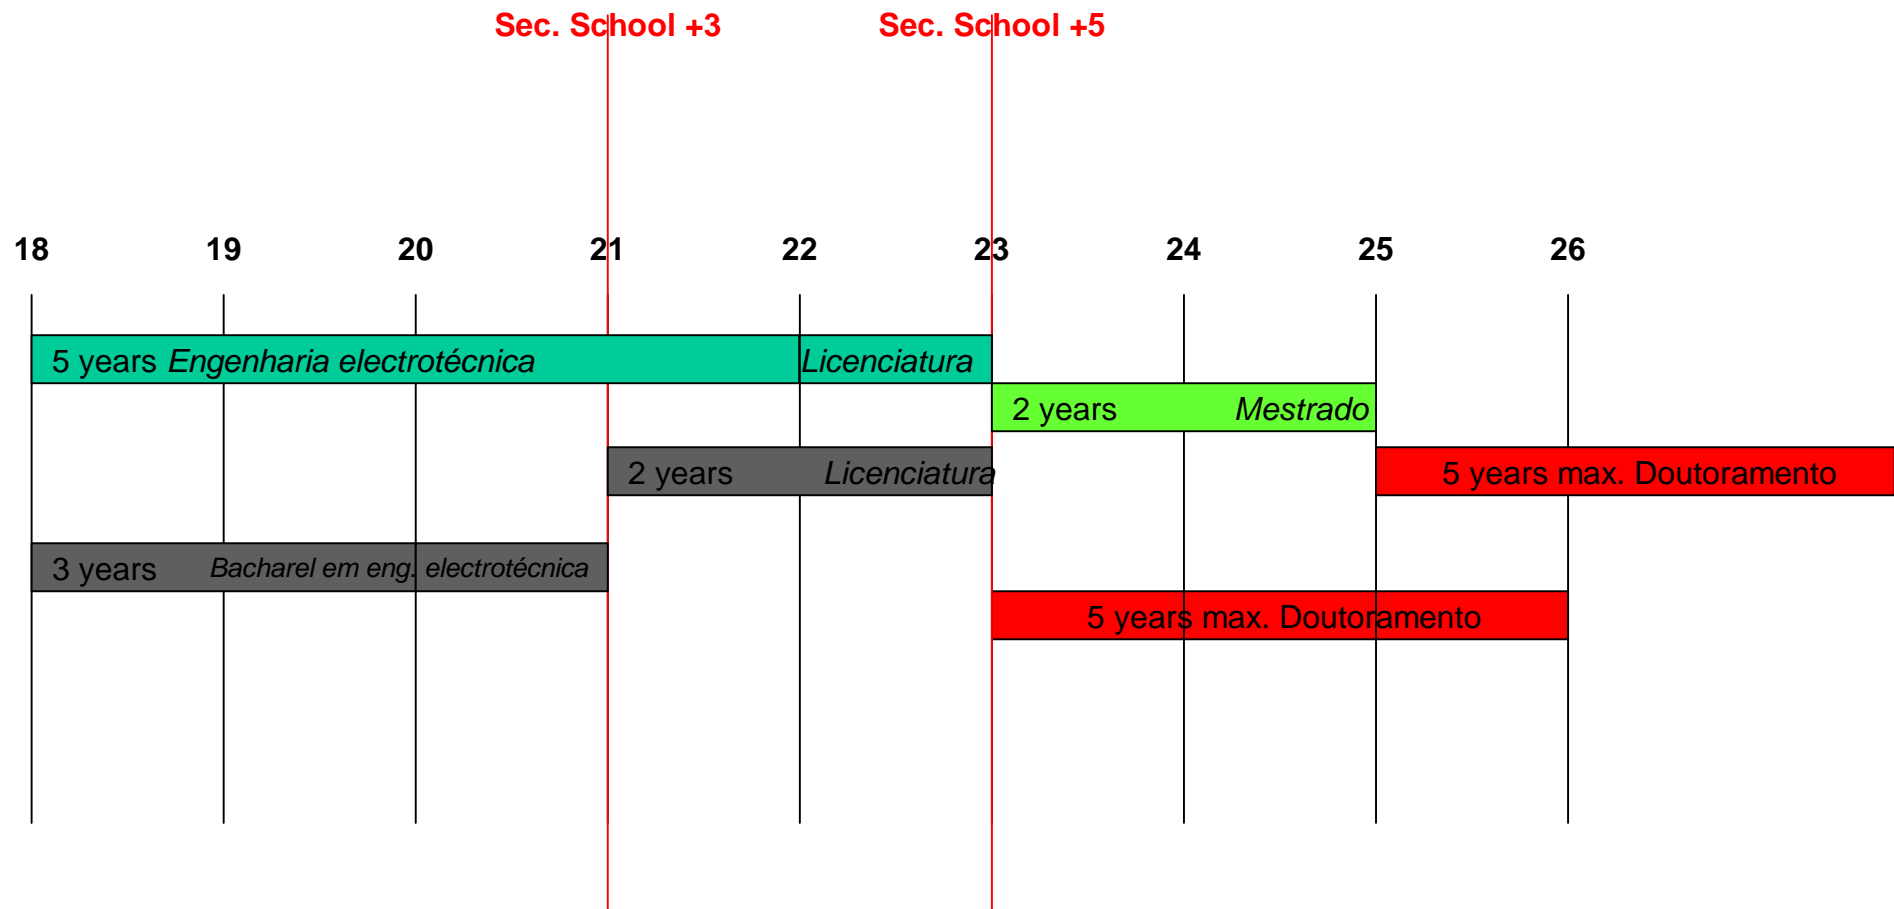 Sec. School +3 Sec. School +5
18 19 20 21 22 23 24 25 26
5 years Engenharia electrotécnica Licenciatura
2 years Mestrado
2 years Licenciatura 5 years max. Doutoramento
3 years Bacharel em eng. electrotécnica
5 years max. Doutoramento